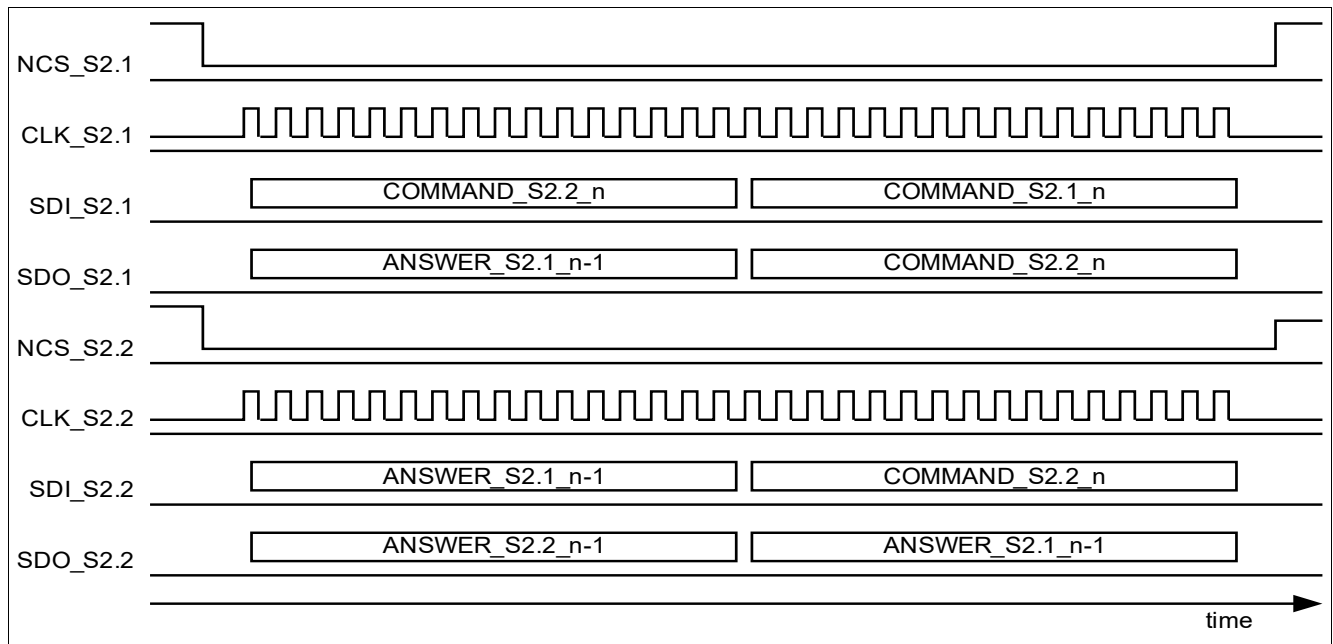 NCS_S2.1
CLK_S2.1
SDI_S2.1 COMMAND_S2.2_n COMMAND_S2.1_n
SDO_S2.1 ANSWER_S2.1_n-1 COMMAND_S2.2_n
NCS_S2.2
CLK_S2.2
SDI_S2.2 ANSWER_S2.1_n-1 COMMAND_S2.2_n
SDO_S2.2 ANSWER_S2.2_n-1 ANSWER_S2.1_n-1
time